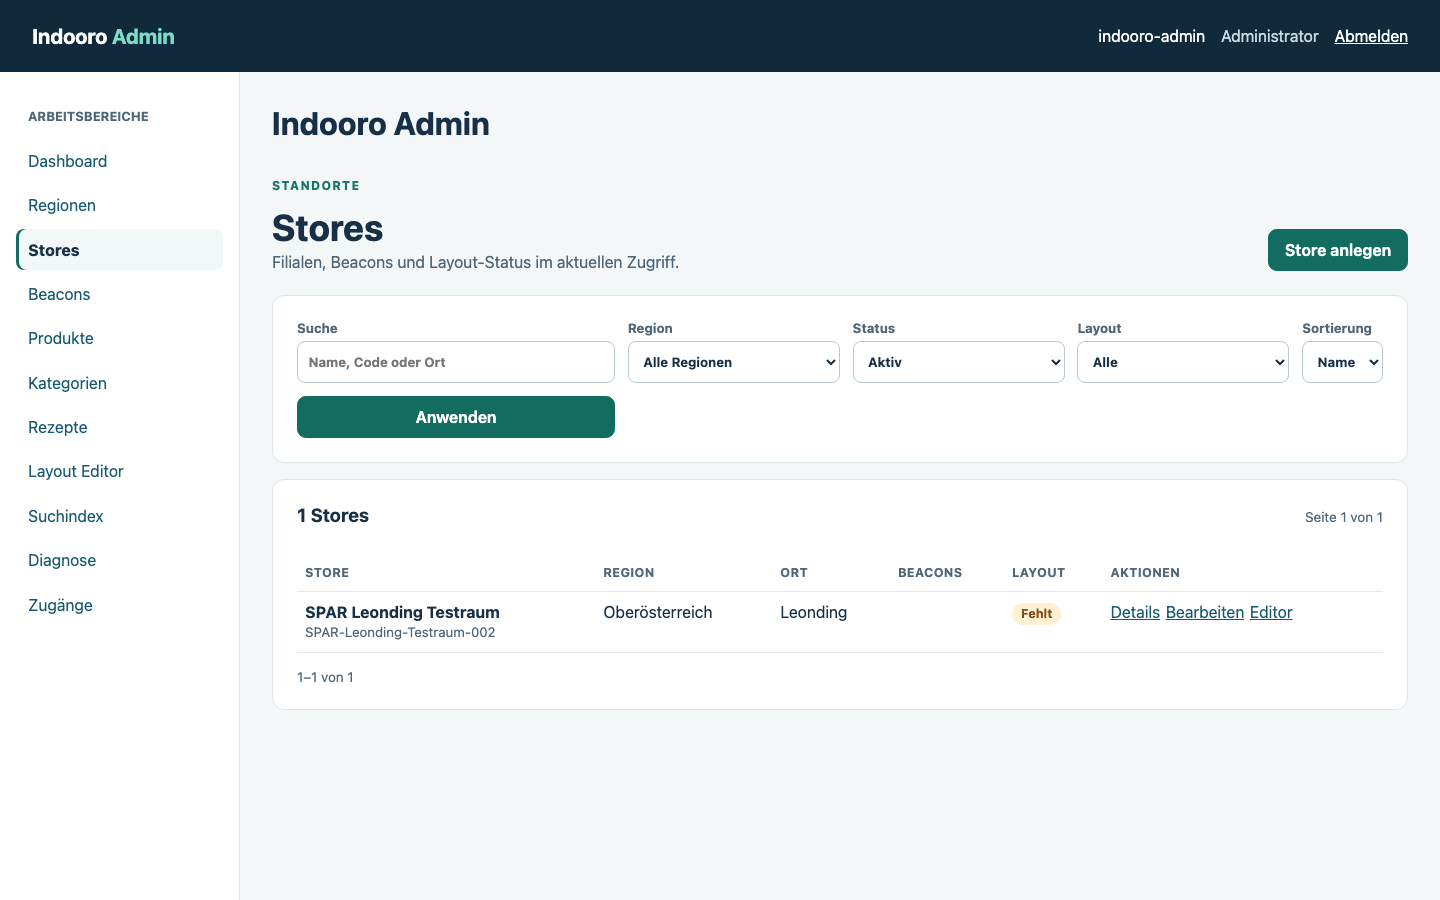 Indooro Admin
indooro-admin Administrator Abmelden
ARBEITSBEREICHE
Dashboard
Regionen
Stores
Beacons
Produkte
Kategorien
Rezepte
Layout Editor
Suchindex
Diagnose
Zugänge
Indooro Admin
STANDORTE
Stores
Filialen, Beacons und Layout-Status im aktuellen Zugriff.
Store anlegen
Suche Region Status Layout Sortierung
Name, Code oder Ort Alle Regionen Aktiv Alle Name
Anwenden
1 Stores
Seite 1 von 1
STORE REGION ORT BEACONS LAYOUT AKTIONEN
SPAR Leonding Testraum Oberösterreich Leonding Fehlt Details Bearbeiten Editor
SPAR-Leonding-Testraum-002
1–1 von 1